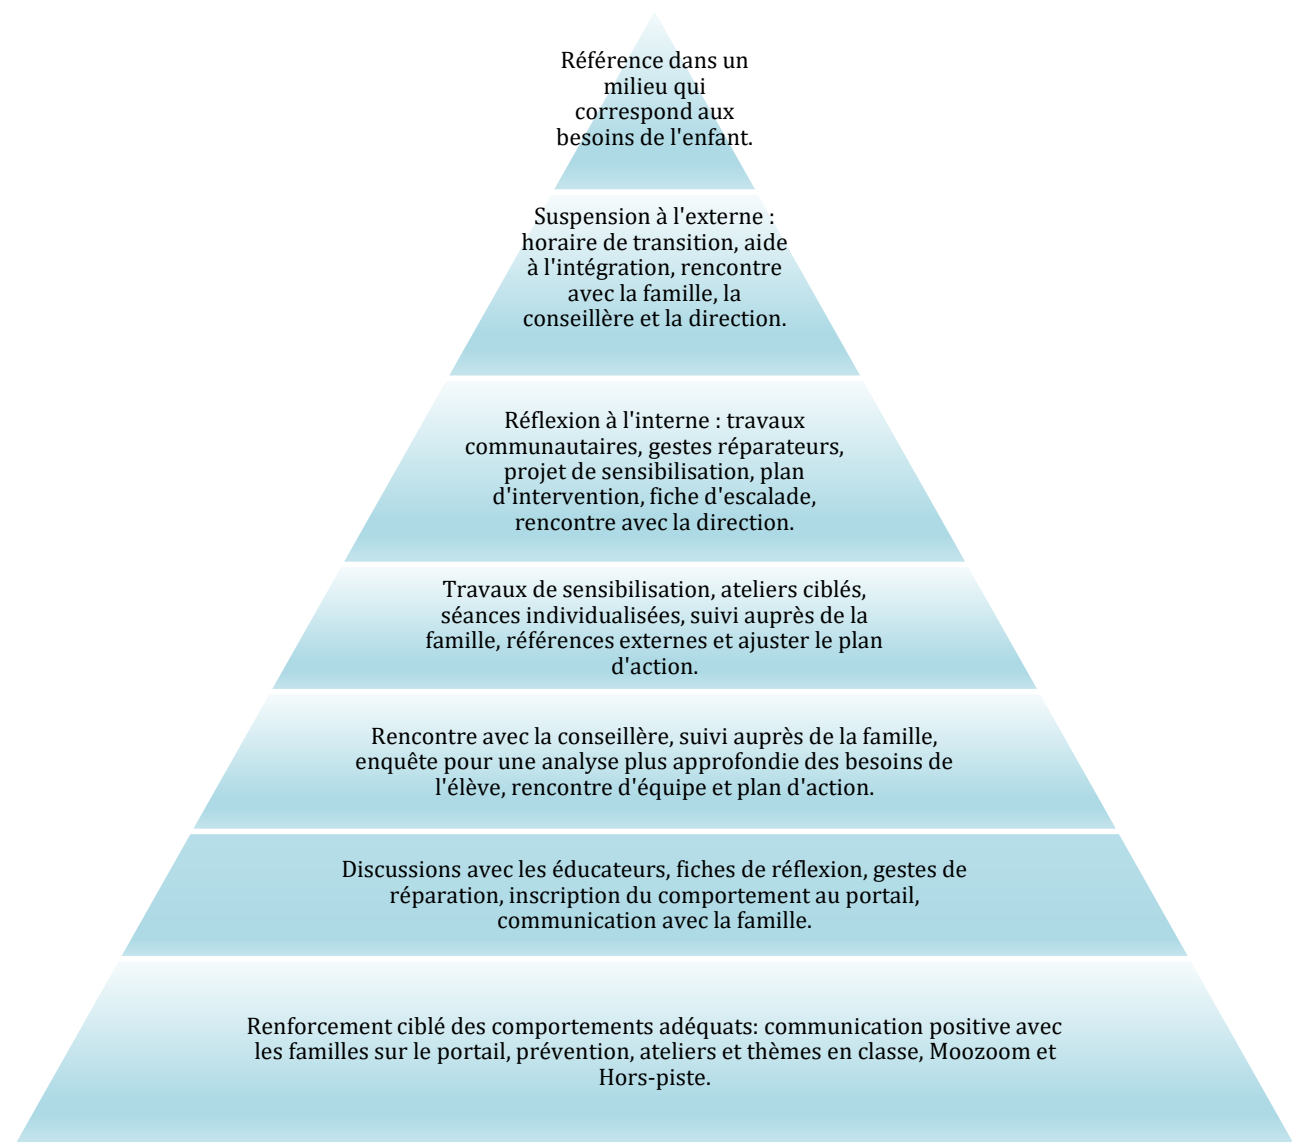 Référence dans un
milieu qui
correspond aux
besoins de l'enfant.
Suspension à l'externe :
horaire de transition, aide
à l'intégration, rencontre
avec la famille, la
conseillère et la direction.
Réflexion à l'interne : travaux
communautaires, gestes réparateurs,
projet de sensibilisation, plan
d'intervention, fiche d'escalade,
rencontre avec la direction.
Travaux de sensibilisation, ateliers ciblés,
séances individualisées, suivi auprès de la
famille, références externes et ajuster le plan
d'action.
Rencontre avec la conseillère, suivi auprès de la famille,
enquête pour une analyse plus approfondie des besoins de
l'élève, rencontre d'équipe et plan d'action.
Discussions avec les éducateurs, fiches de réflexion, gestes de
réparation, inscription du comportement au portail,
communication avec la famille.
Renforcement ciblé des comportements adéquats: communication positive avec
les familles sur le portail, prévention, ateliers et thèmes en classe, Moozoom et
Hors-piste.